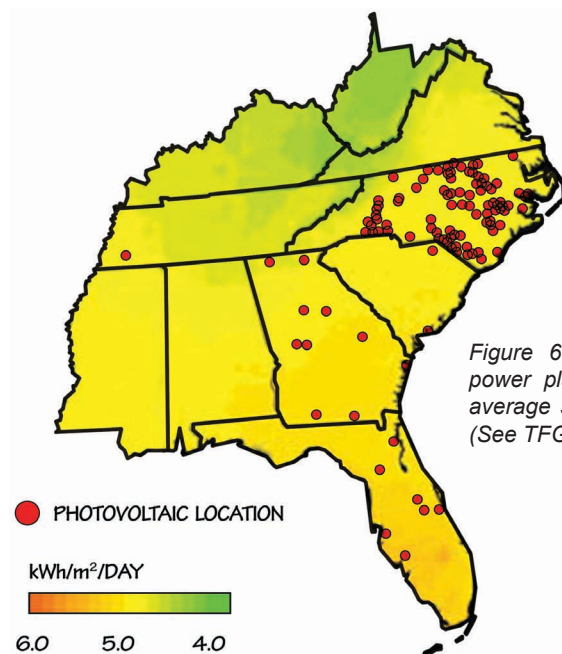 Figure 6
power pl
average
(See TFG
PHOTOVOLTAIC LOCATION
kWh/m²/DAY
6.0 5.0 4.0